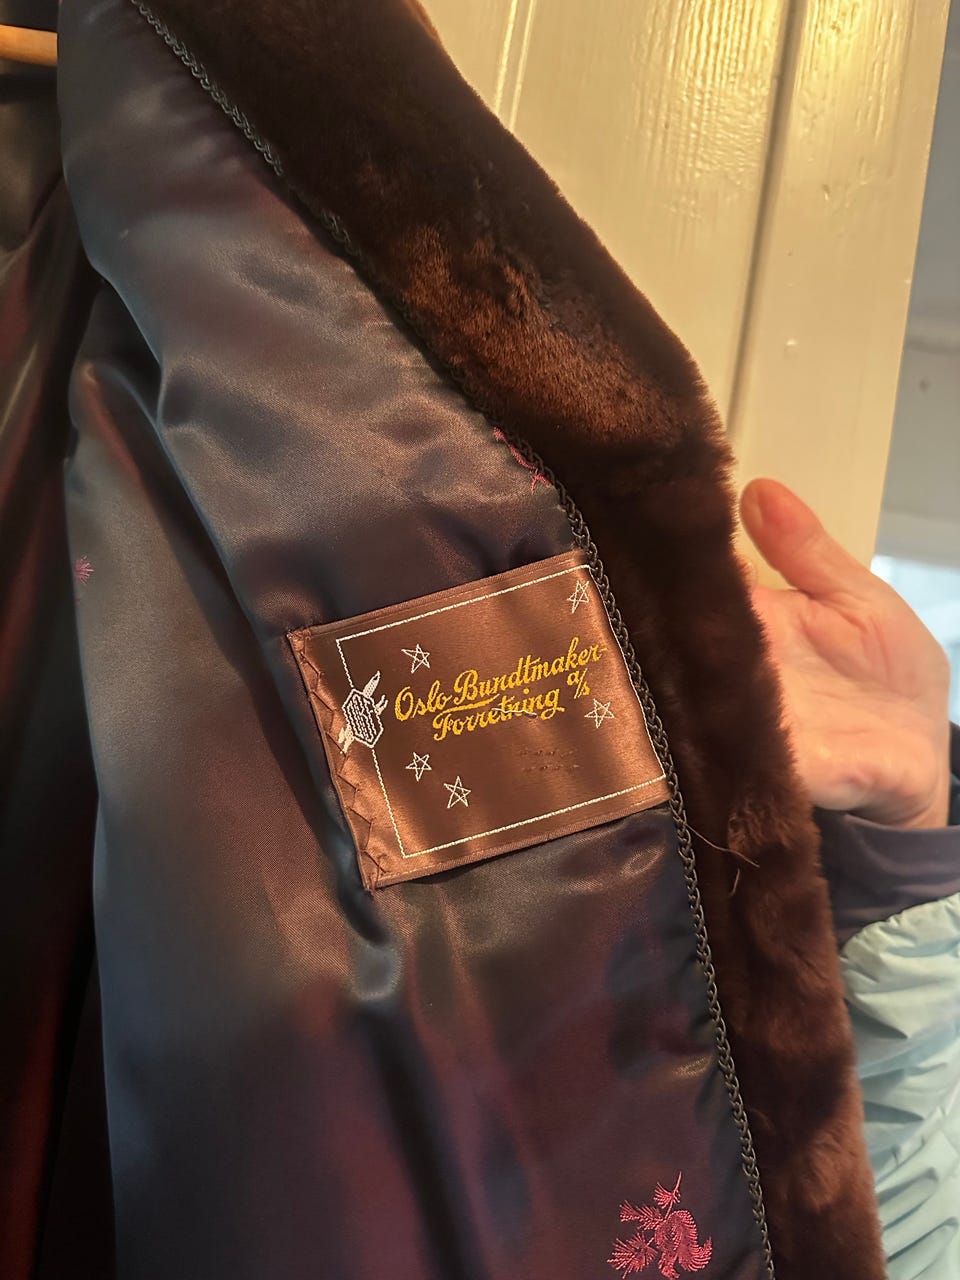 Oslo Bundtmaker-
Forretning a/s